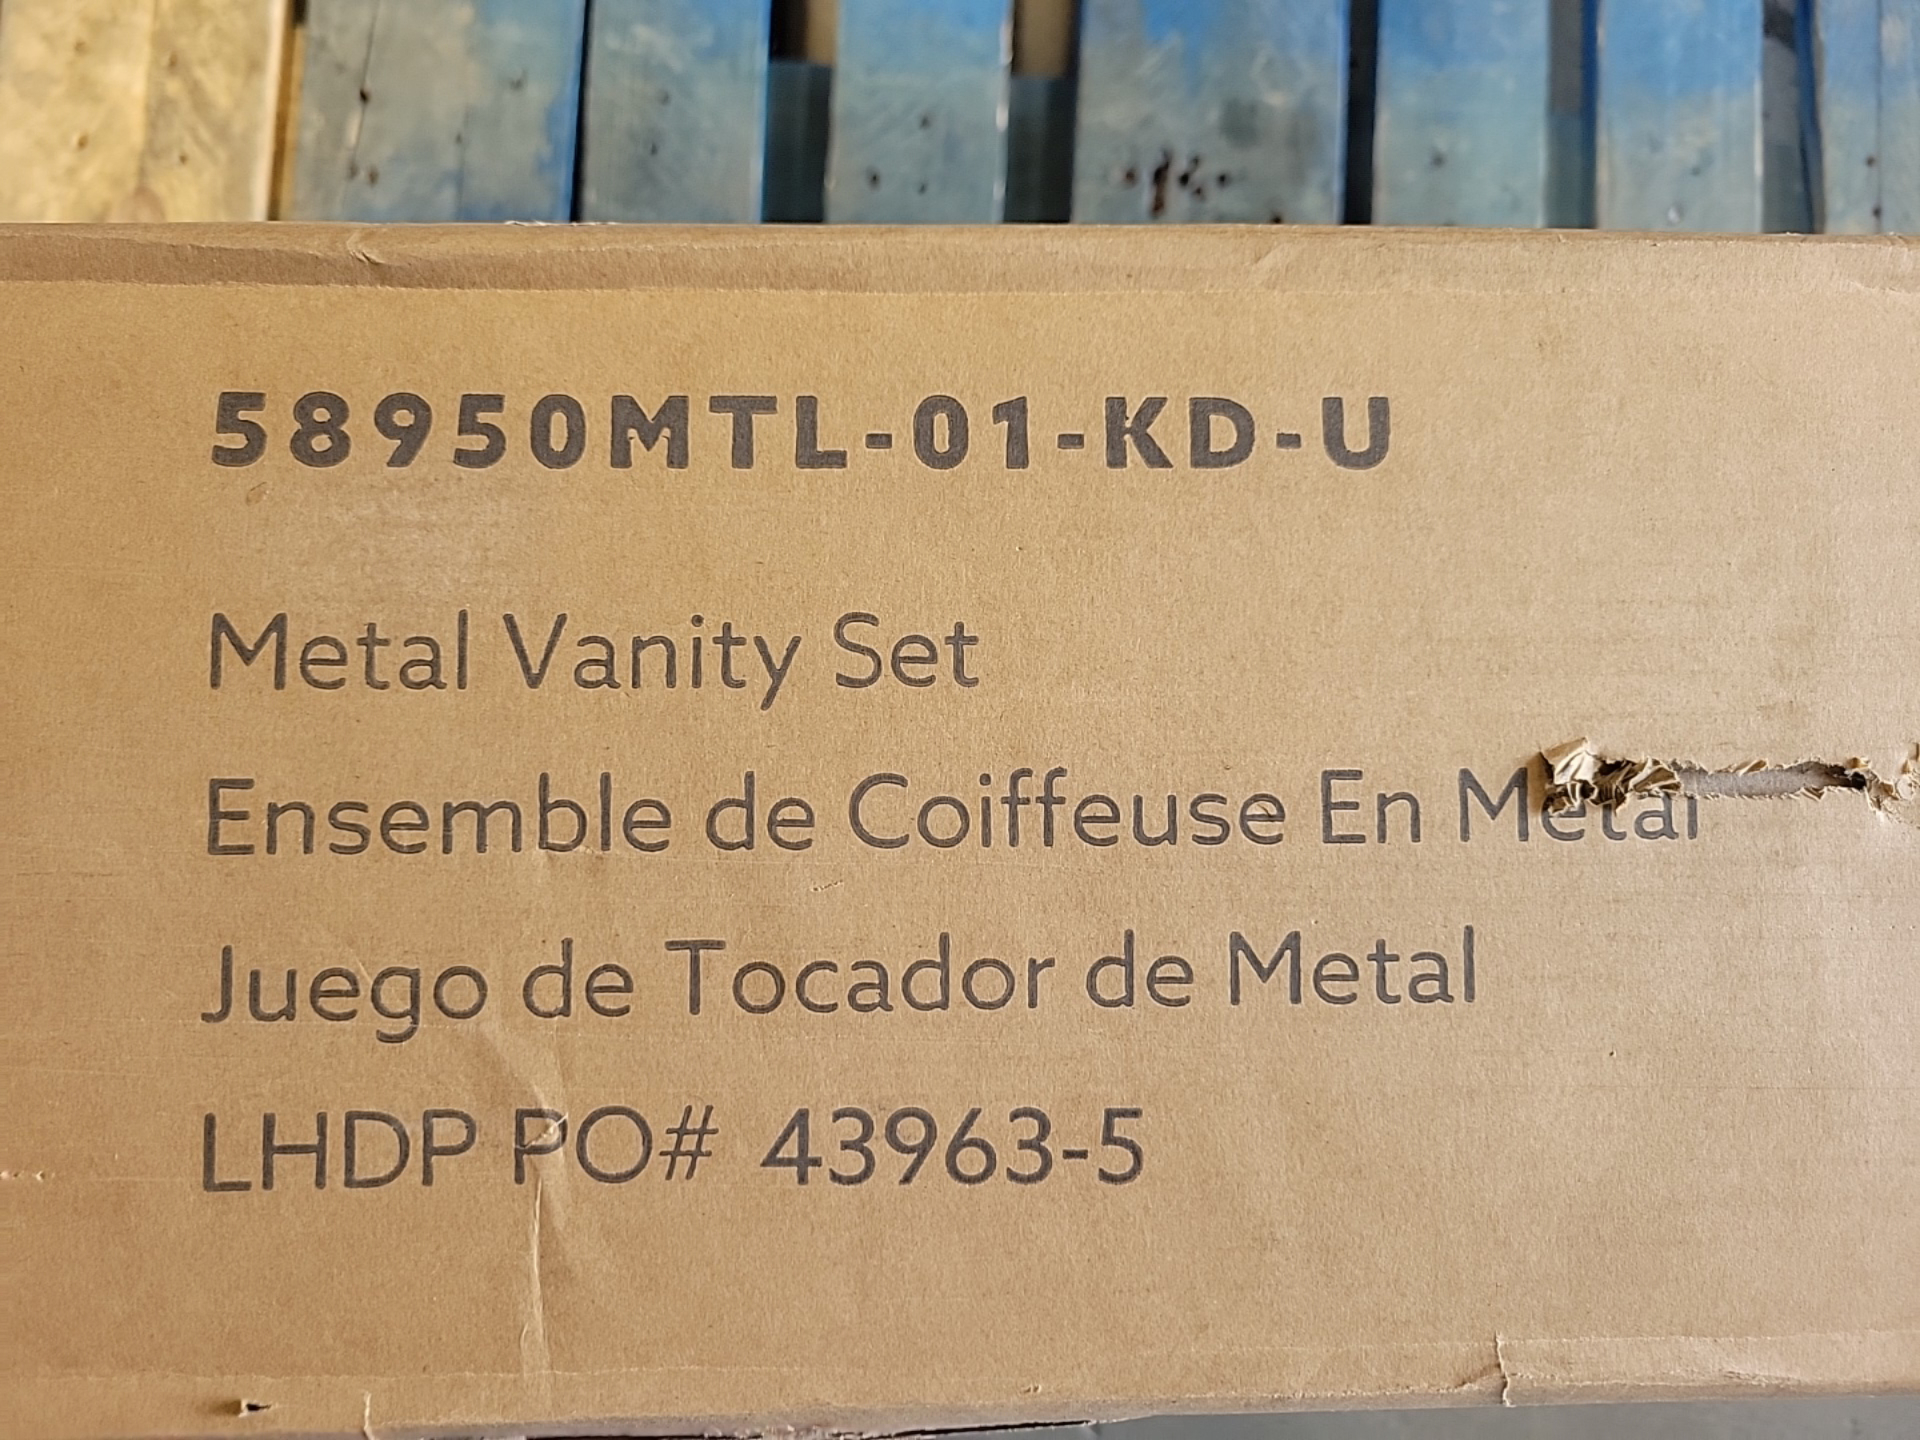 58950MTL-01-KD-U
Metal Vanity Set
Ensemble de Coiffeuse En Metal
Juego de Tocador de Metal
LHDP PO# 43963-5